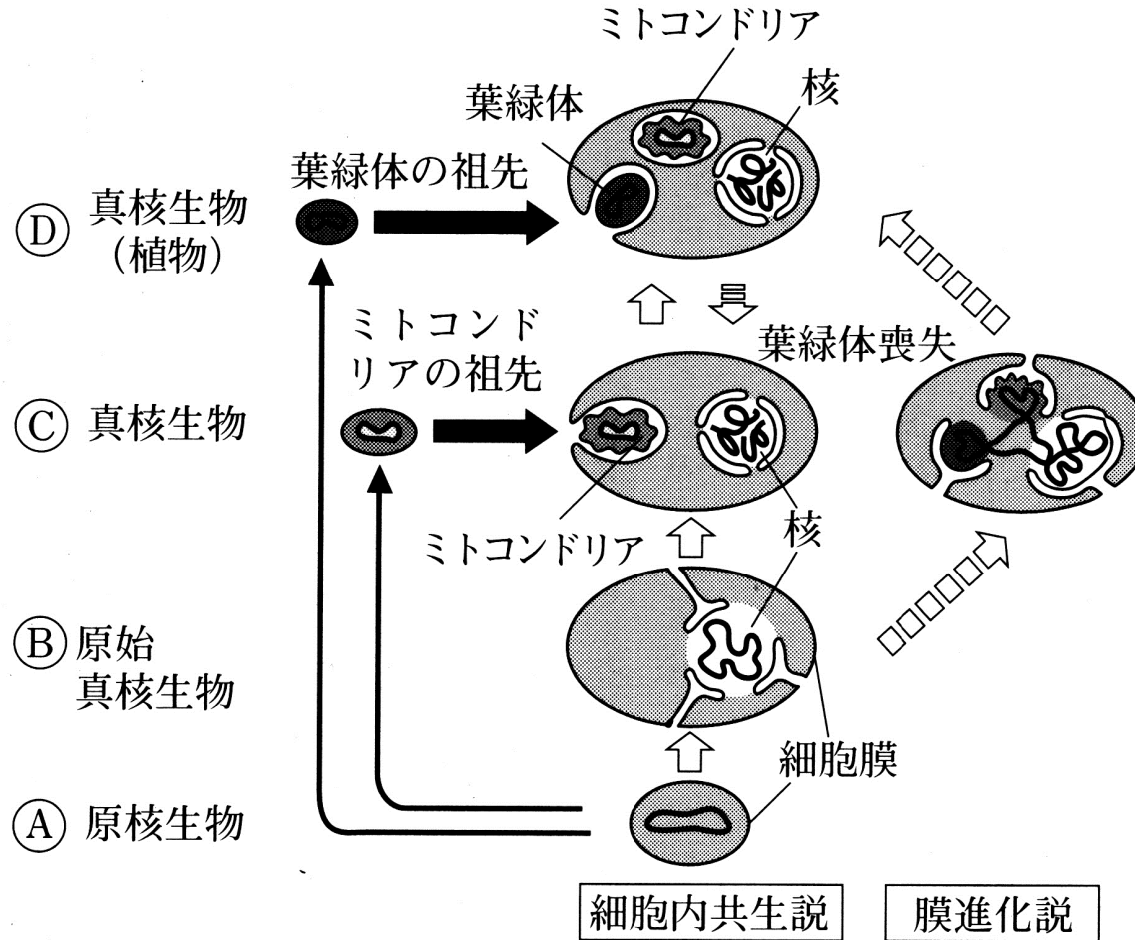 ミトコンドリア
核
葉緑体
葉緑体の祖先
Ⓓ 真核生物
(植物)
ミトコンド
リアの祖先
葉緑体喪失
Ⓒ 真核生物
ミトコンドリア
核
Ⓑ 原始
真核生物
細胞膜
Ⓐ 原核生物
細胞内共生説
膜進化説